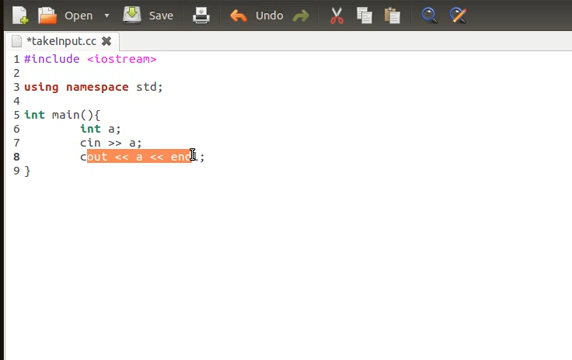 Open Save Undo
*takeInput.cc
1 #include <iostream>
2
3 using namespace std;
4
5 int main(){
6 int a;
7 cin >> a;
8 cout << a << endl;
9 }